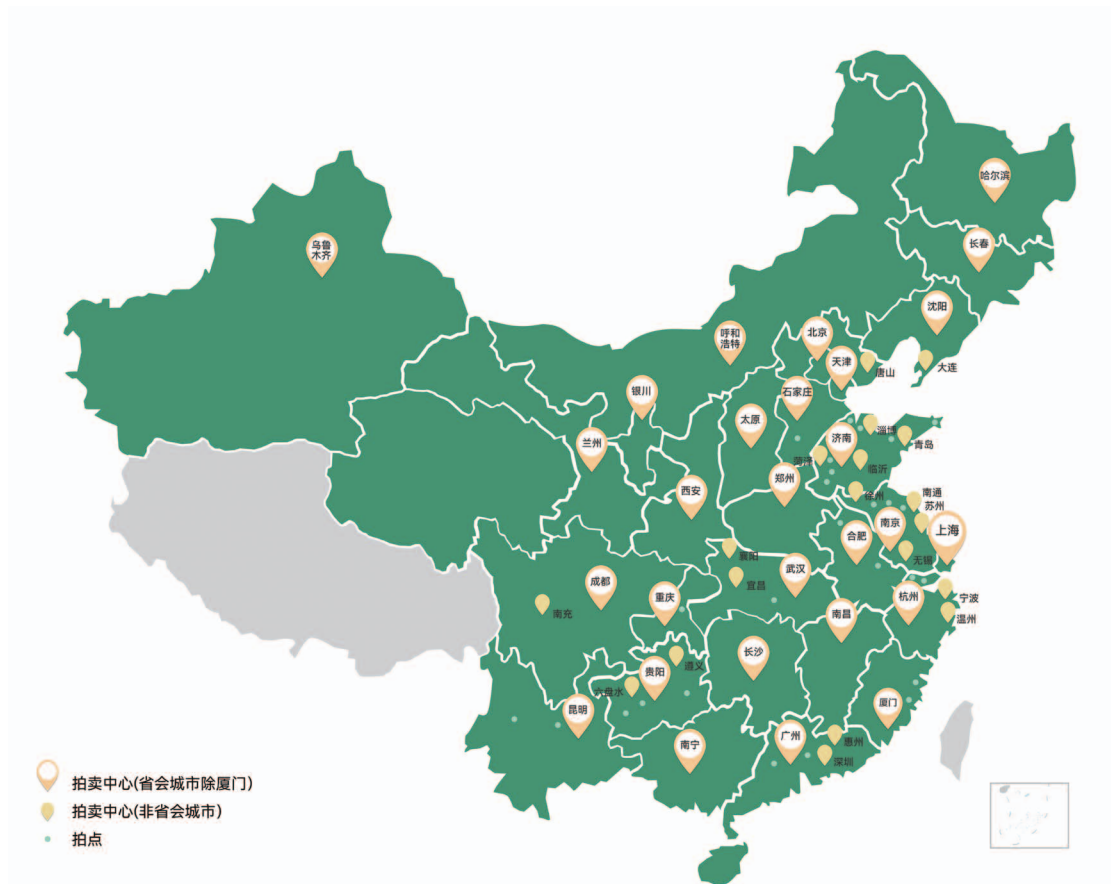 哈尔滨
长春
乌鲁
木齐
沈阳
呼和
浩特
北京
天津
唐山
大连
银川
石家庄
太原
淄博
青岛
兰州
济南
菏泽
临沂
郑州
西安
徐州
南通
苏州
南京
上海
合肥
无锡
襄阳
武汉
宜昌
成都
重庆
杭州
宁波
南充
南昌
温州
长沙
遵义
贵阳
六盘水
厦门
昆明
广州
惠州
南宁
深圳
拍卖中心(省会城市除厦门)
拍卖中心(非省会城市)
拍点